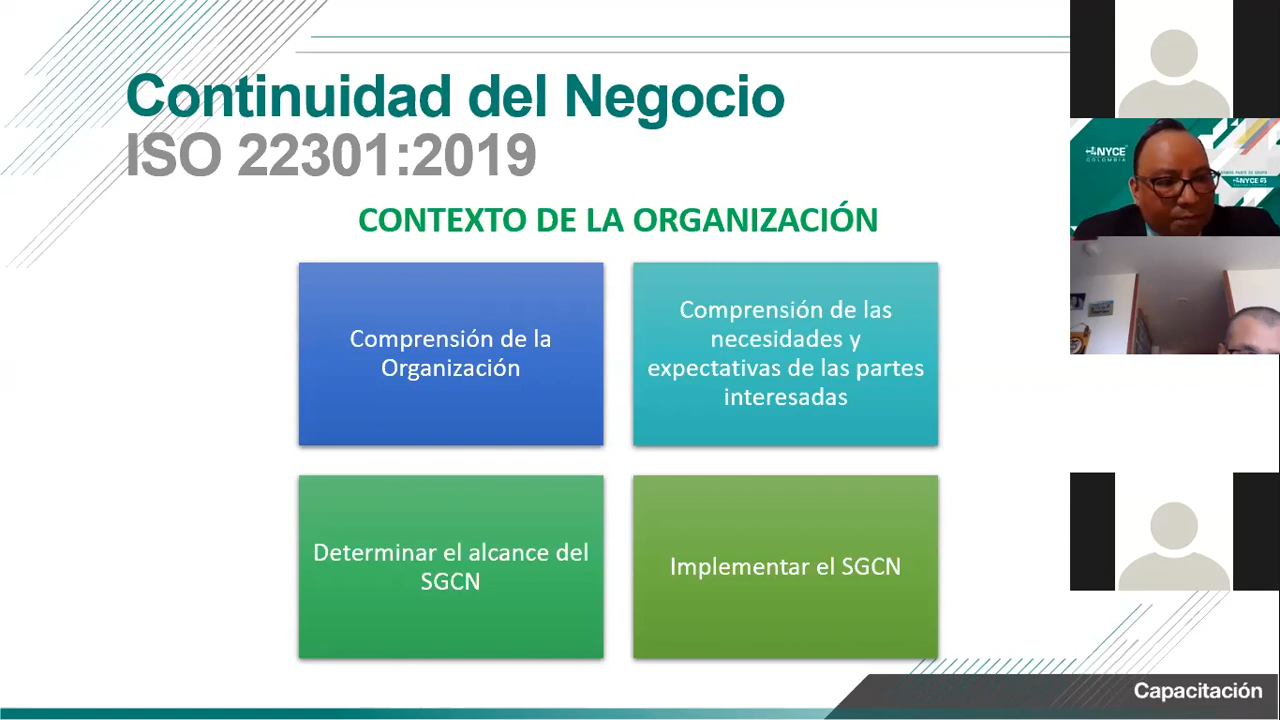 Continuidad del Negocio
ISO 22301:2019
CONTEXTO DE LA ORGANIZACIÓN
Comprensión de la
Organización
Comprensión de las
necesidades y
expectativas de las partes
interesadas
Determinar el alcance del
SGCN
Implementar el SGCN
NYCE
COLOMBIA
NYCE
Capacitación